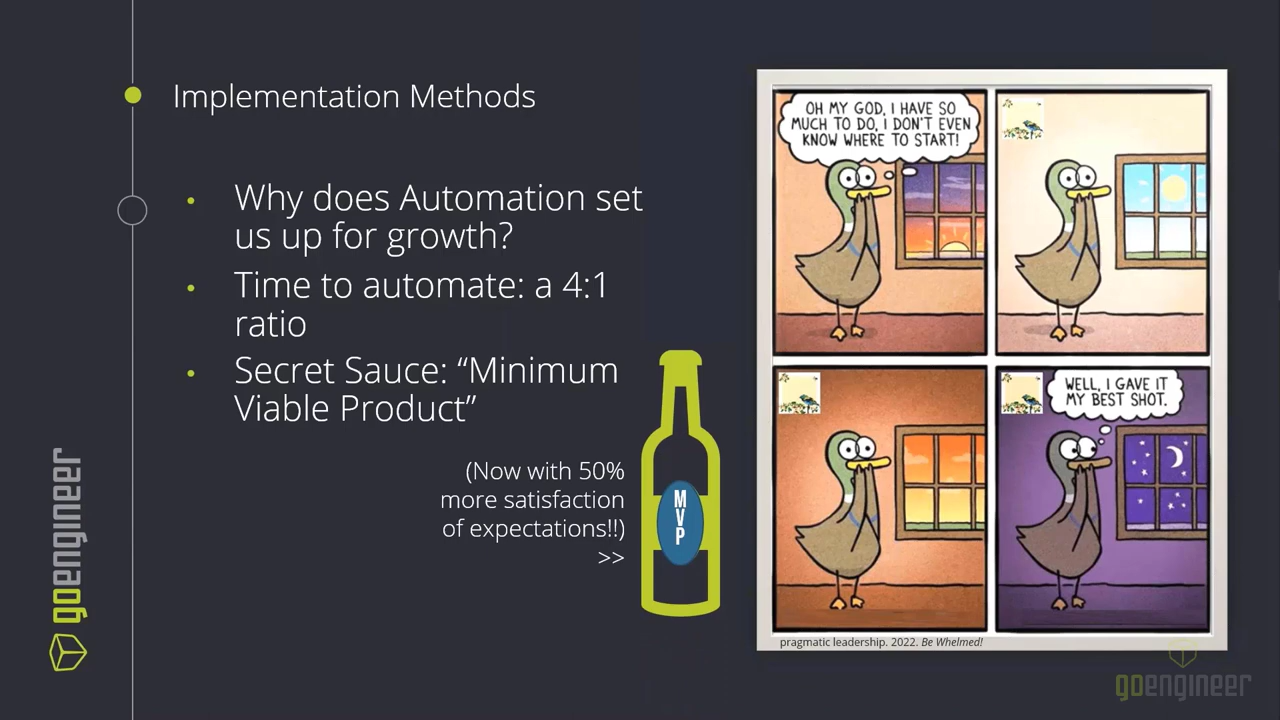 Implementation Methods
Why does Automation set
us up for growth?
Time to automate: a 4:1
ratio
Secret Sauce: “Minimum
Viable Product”
(Now with 50%
more satisfaction
of expectations!!)
>>
M
V
P
OH MY GOD, I HAVE SO
MUCH TO DO, I DON'T EVEN
KNOW WHERE TO START!
WELL, I GAVE IT
MY BEST SHOT.
pragmatic leadership. 2022. Be Whelmed!
goengineer
goengineer